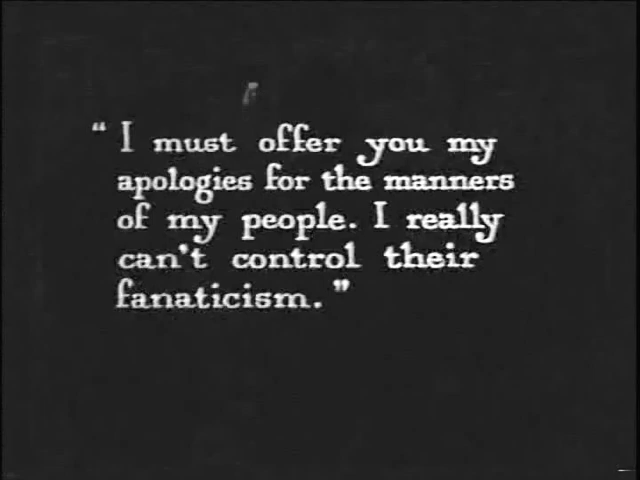 “ I must offer you my
apologies for the manners
of my people. I really
can't control their
fanaticism. ”